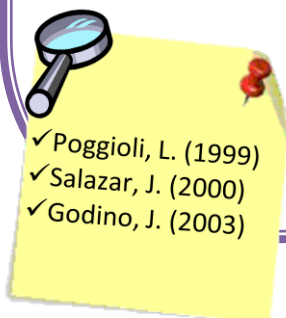 ✓Poggioli, L. (1999)
✓Salazar, J. (2000)
✓Godino, J. (2003)